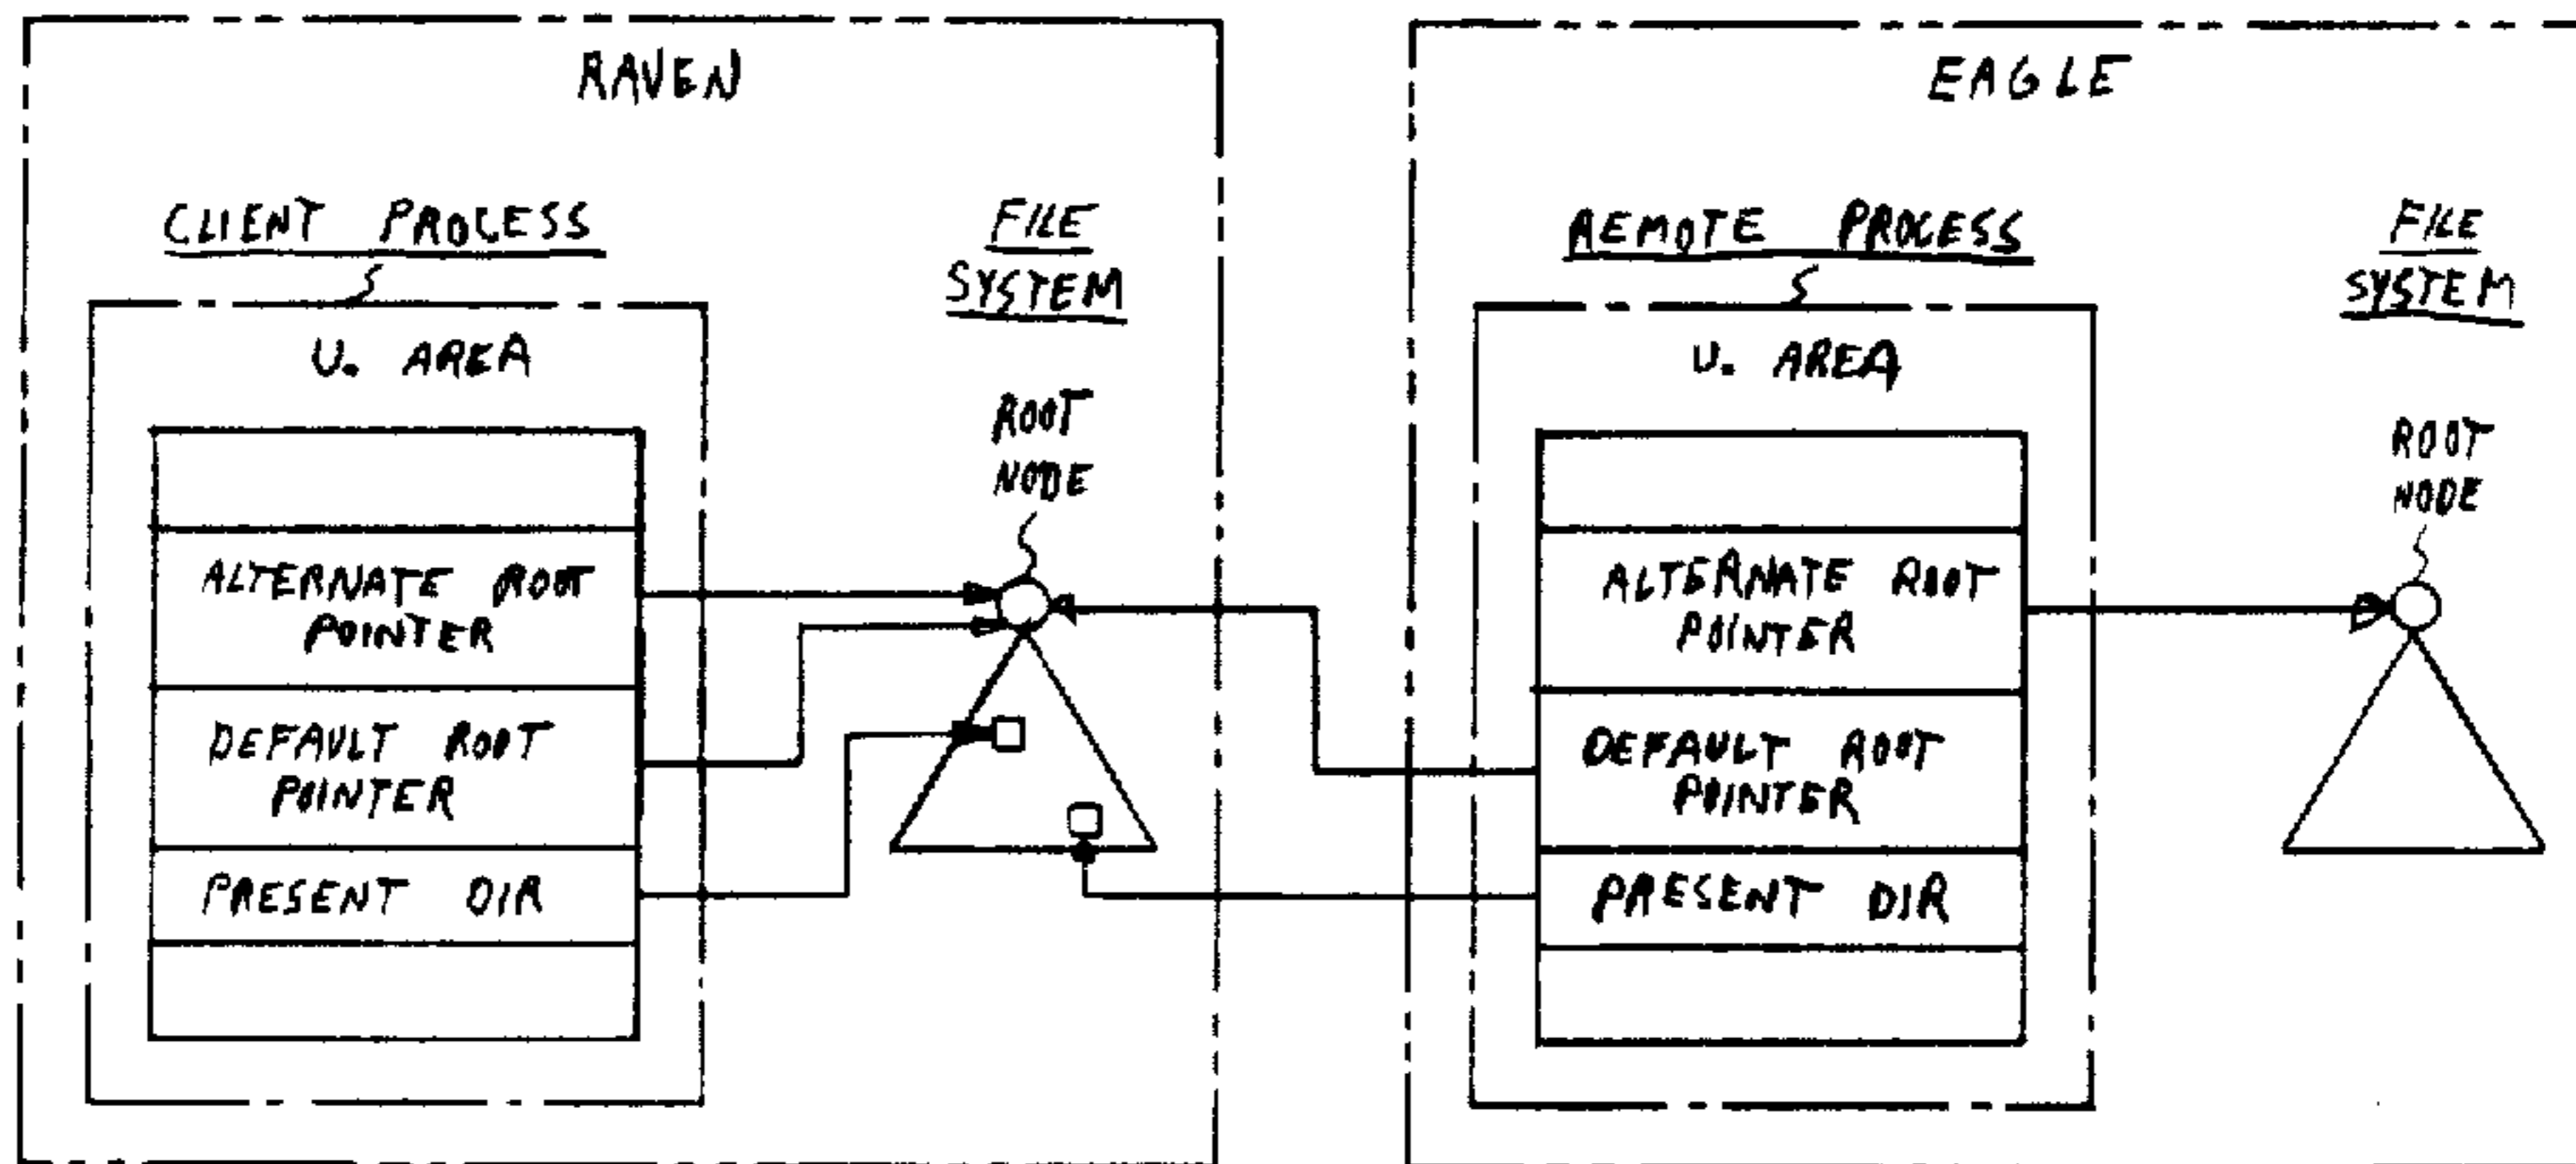 RAVEN
CLIENT PROCESS
FILE
SYSTEM
U. AREA
ROOT
NODE
ALTERNATE ROOT
POINTER
DEFAULT ROOT
POINTER
PRESENT DIR
EAGLE
REMOTE PROCESS
FILE
SYSTEM
U. AREA
ROOT
NODE
ALTERNATE ROOT
POINTER
DEFAULT ROOT
POINTER
PRESENT DIR